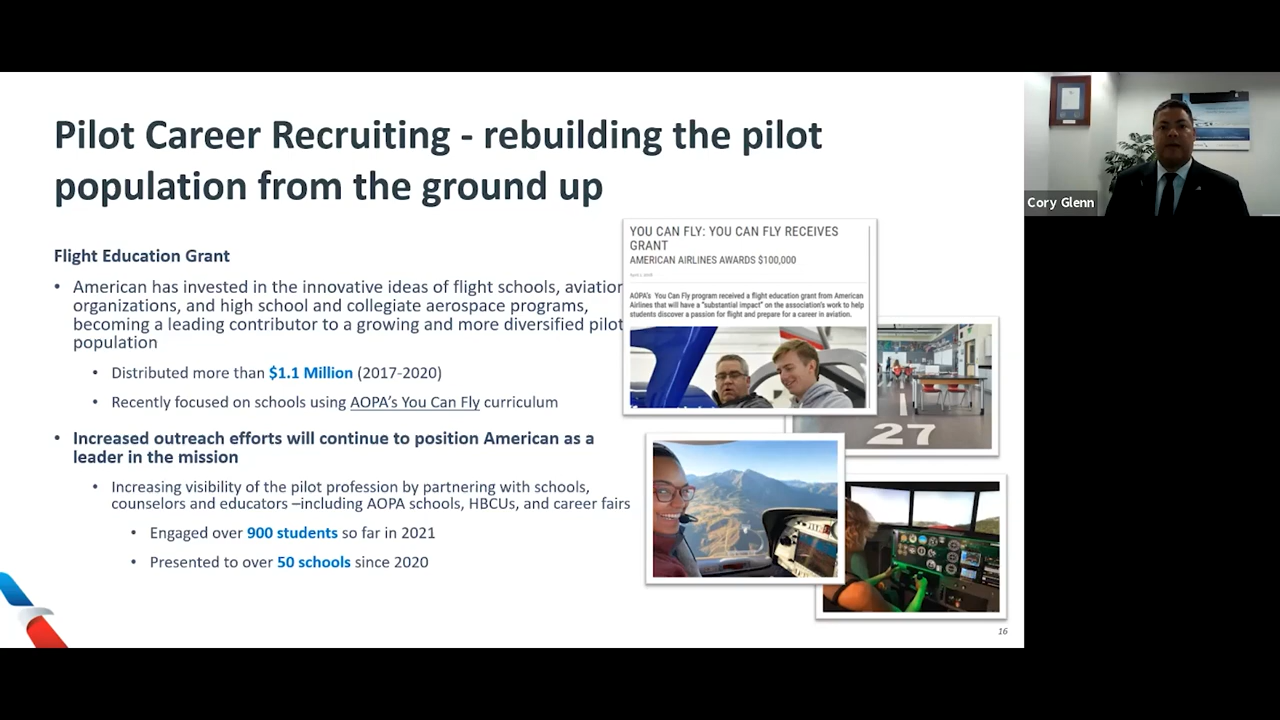 Pilot Career Recruiting - rebuilding the pilot
population from the ground up
Flight Education Grant
• American has invested in the innovative ideas of flight schools, aviation
organizations, and high school and collegiate aerospace programs,
becoming a leading contributor to a growing and more diversified pilot
population
• Distributed more than $1.1 Million (2017-2020)
• Recently focused on schools using AOPA's You Can Fly curriculum
• Increased outreach efforts will continue to position American as a
leader in the mission
• Increasing visibility of the pilot profession by partnering with schools,
counselors and educators –including AOPA schools, HBCUs, and career fairs
• Engaged over 900 students so far in 2021
• Presented to over 50 schools since 2020
YOU CAN FLY: YOU CAN FLY RECEIVES
GRANT
AMERICAN AIRLINES AWARDS $100,000
AOPA's You Can Fly program received a flight education grant from American
Airlines that will have a "substantial impact" on the association's work to help
students discover a passion for flight and prepare for a career in aviation.
27
16
Cory Glenn